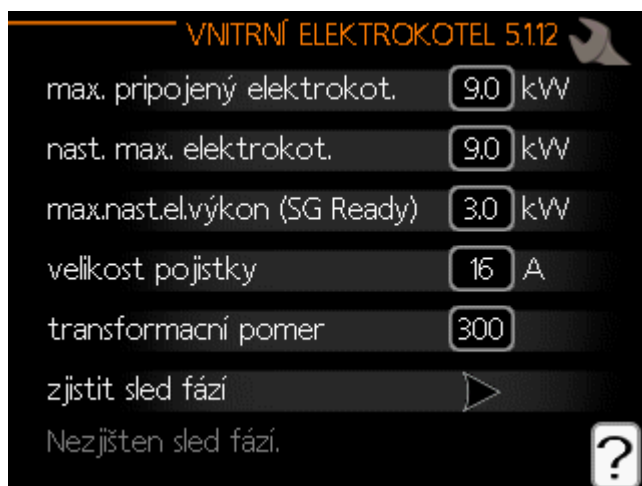 VNITRNÍ ELEKTROKOTEL 5.1.12
max. pripojený elektrokot. 9.0 kW
nast. max. elektrokot. 9.0 kW
max.nast.el.výkon (SG Ready) 3.0 kW
velikost pojistky 16 A
transformacní pomer 300
zjistit sled fází
Nezjišten sled fází.
?